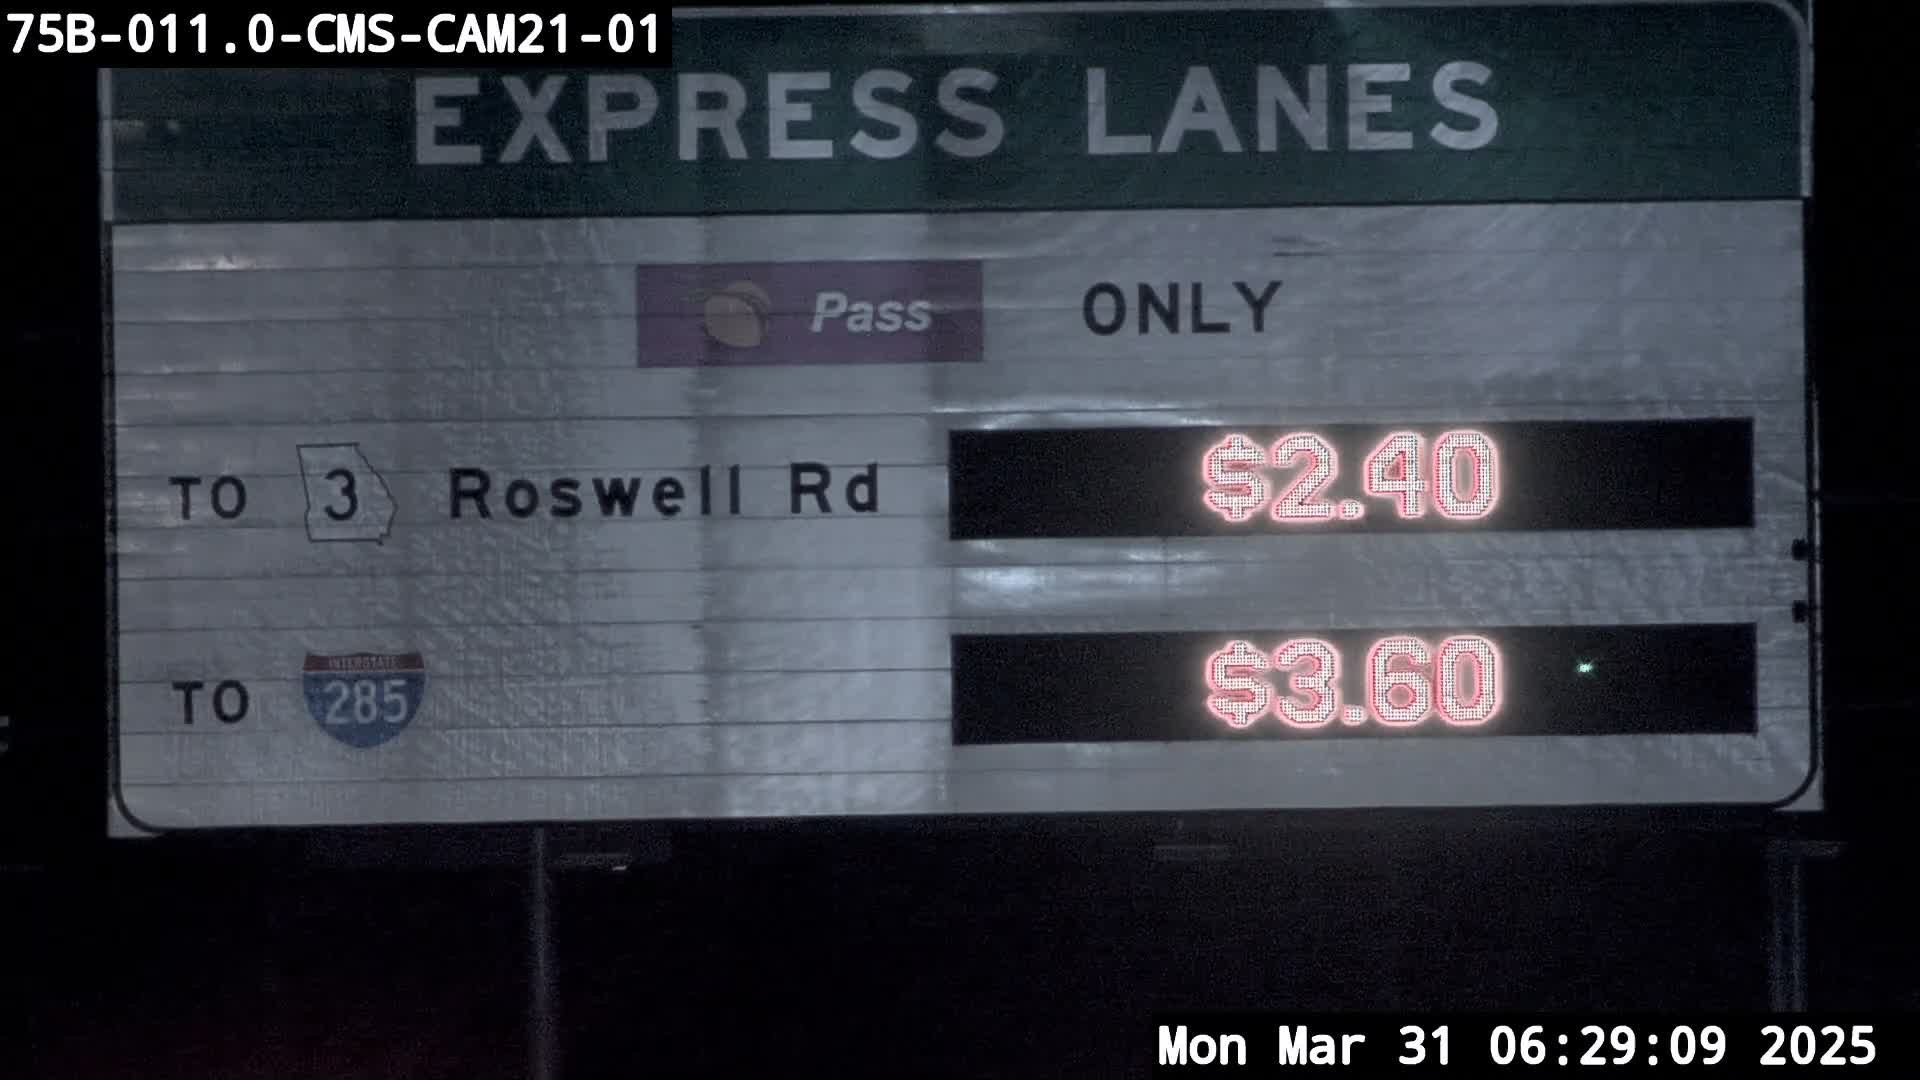 75B-011.0-CMS-CAM21-01
EXPRESS LANES
Pass ONLY
TO 3 Roswell Rd $2.40
INTERSTATE
TO 285 $3.60
Mon Mar 31 06:29:09 2025